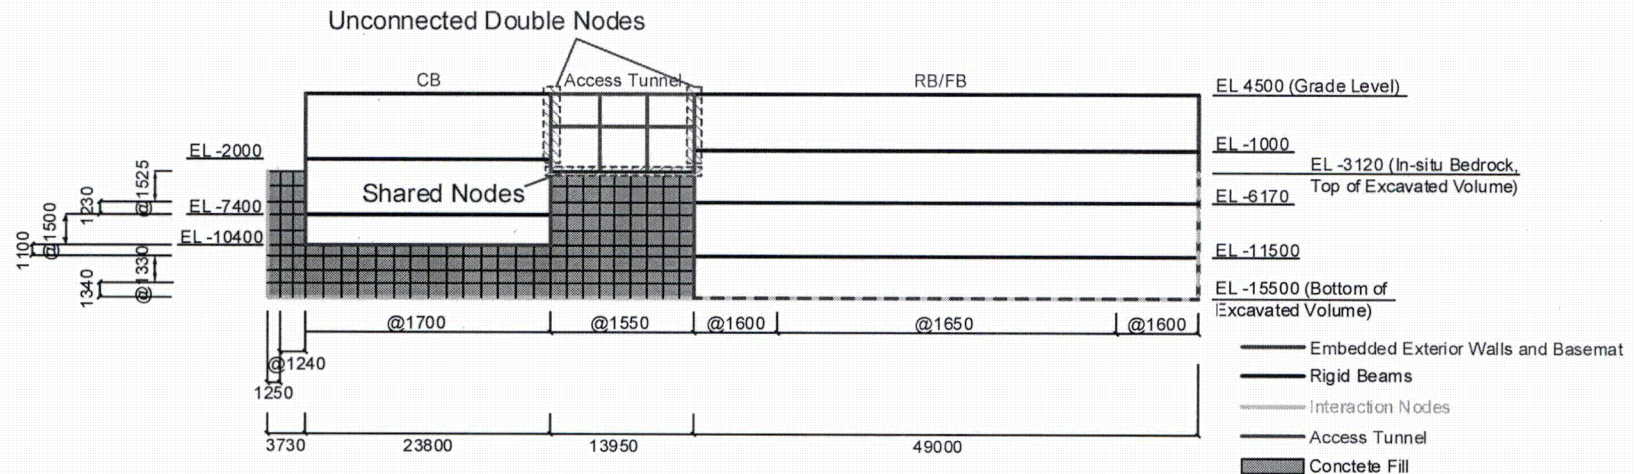 Unconnected Double Nodes
CB
Access Tunnel
RB/FB
EL 4500 (Grade Level)
EL -2000
EL -1000
EL -3120 (In-situ Bedrock,
Top of Excavated Volume)
@1525
1230
Shared Nodes
EL -6170
EL -7400
@1500
EL -10400
1100
EL -11500
@1330
1340
EL -15500 (Bottom of
Excavated Volume)
@1700
@1550
@1600
@1650
@1600
@1240
1250
3730
23800
13950
49000
Embedded Exterior Walls and Basemat
Rigid Beams
Interaction Nodes
Access Tunnel
Conctete Fill